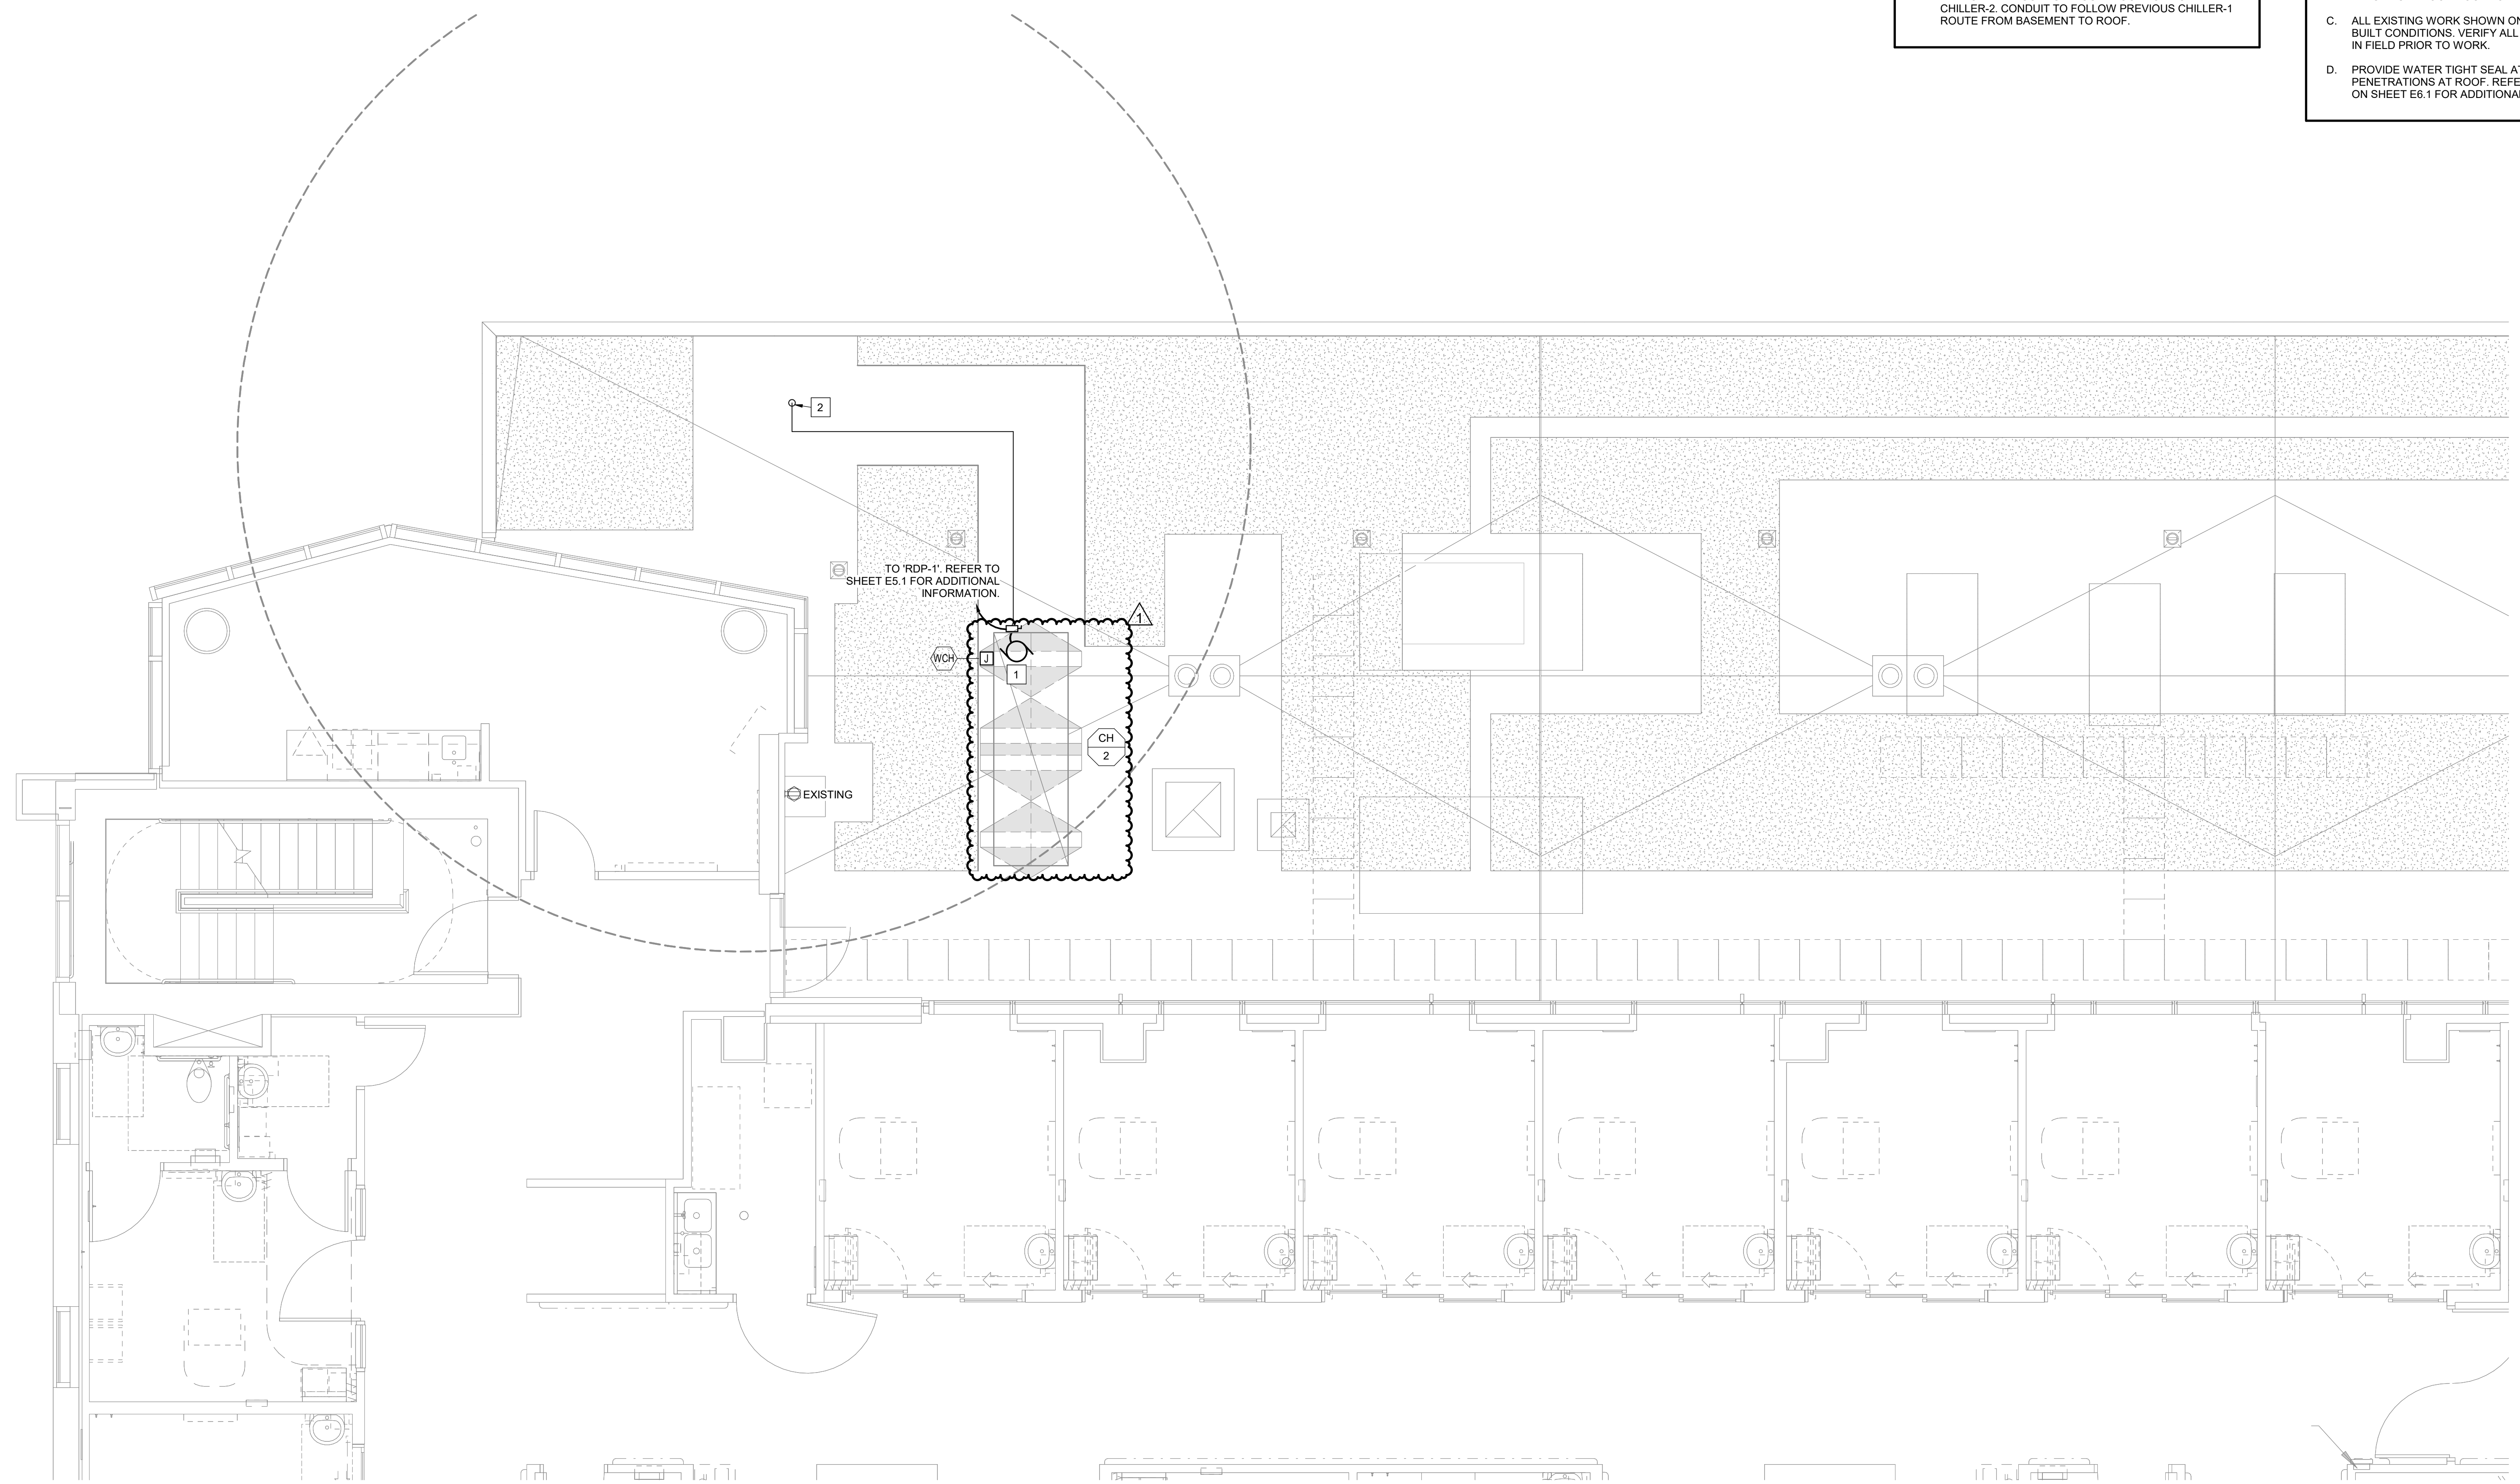 CHILLER-2. CONDUIT TO FOLLOW PREVIOUS CHILLER-1
ROUTE FROM BASEMENT TO ROOF.
C. ALL EXISTING WORK SHOWN ON
BUILT CONDITIONS. VERIFY ALL
IN FIELD PRIOR TO WORK.
D. PROVIDE WATER TIGHT SEAL AT
PENETRATIONS AT ROOF. REFE
ON SHEET E6.1 FOR ADDITIONAL
2
TO 'RDP-1'. REFER TO
SHEET E5.1 FOR ADDITIONAL
INFORMATION.
1
WCH
J
1
CH
2
EXISTING